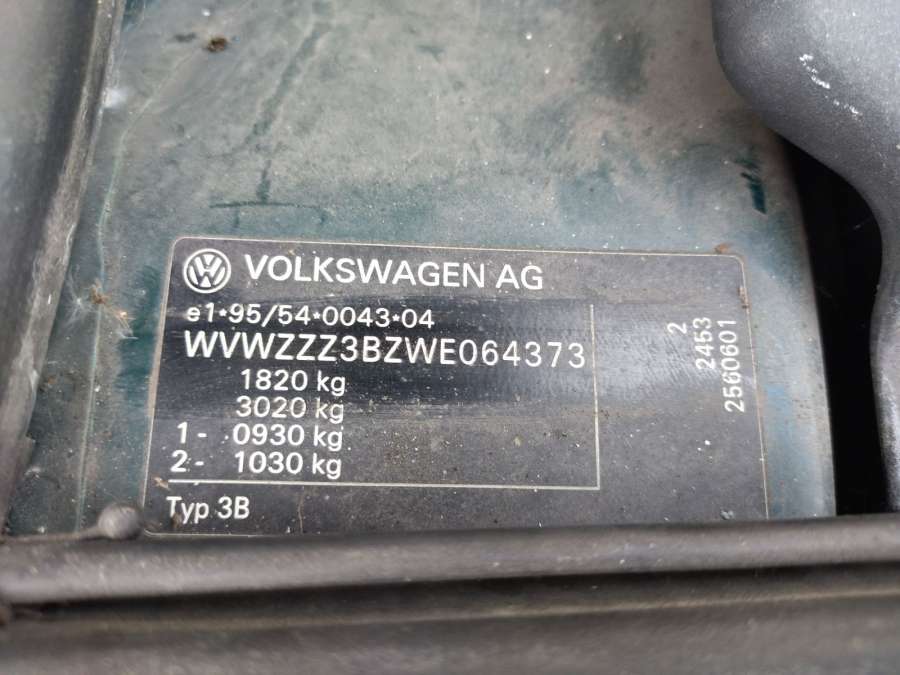 VOLKSWAGEN AG
e1*95/54*0043*04
WVWZZZ3BZWE064373
1820 kg
3020 kg
1- 0930 kg
2- 1030 kg
Typ 3B
2
2453
2560601